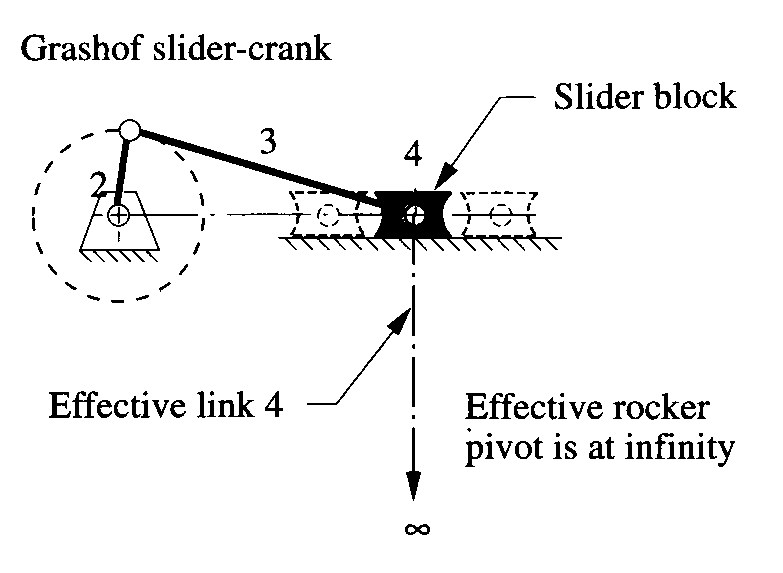 Grashof slider-crank
Slider block
3
4
2
Effective link 4
Effective rocker
pivot is at infinity
∞